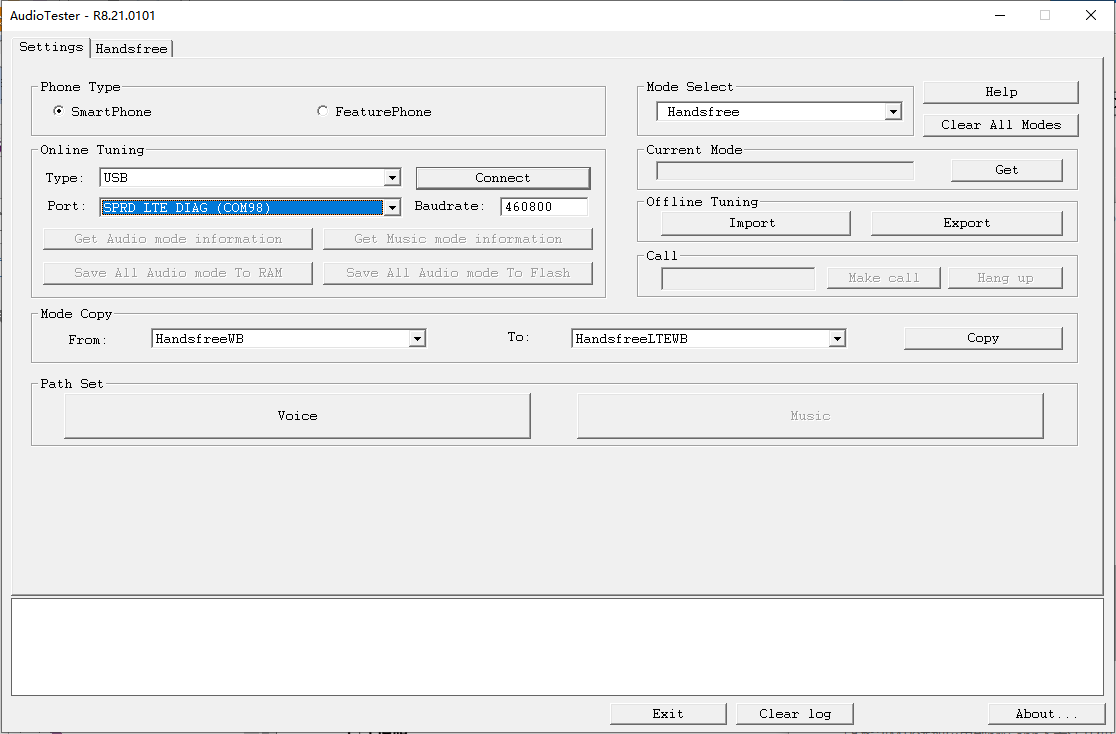 AudioTester - R8.21.0101
Settings Handsfree
Phone Type
SmartPhone FeaturePhone
Mode Select
Handsfree
Help
Clear All Modes
Online Tuning
Type: USB Connect
Port: SPRD LTE DIAG (COM98) Baudrate: 460800
Get Audio mode information Get Music mode information
Save All Audio mode To RAM Save All Audio mode To Flash
Current Mode
Get
Offline Tuning
Import Export
Call
Make call Hang up
Mode Copy
From: HandsfreeWB To: HandsfreeLTEWB Copy
Path Set
Voice Music
Exit Clear log About...